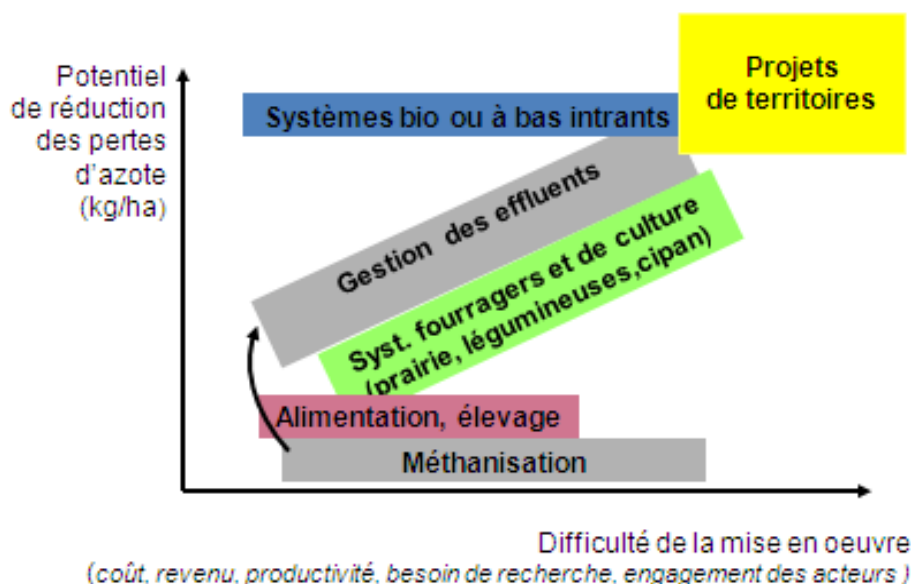 Potentiel
de réduction
des pertes
d'azote
(kg/ha)
Projets
de territoires
Systèmes bio ou à bas intrants
Gestion des effluents
Syst. fourragers et de culture
(prairie, légumineuses,cipan)
Alimentation, élevage
Méthanisation
Difficulté de la mise en oeuvre
(coût, revenu, productivité, besoin de recherche, engagement des acteurs )